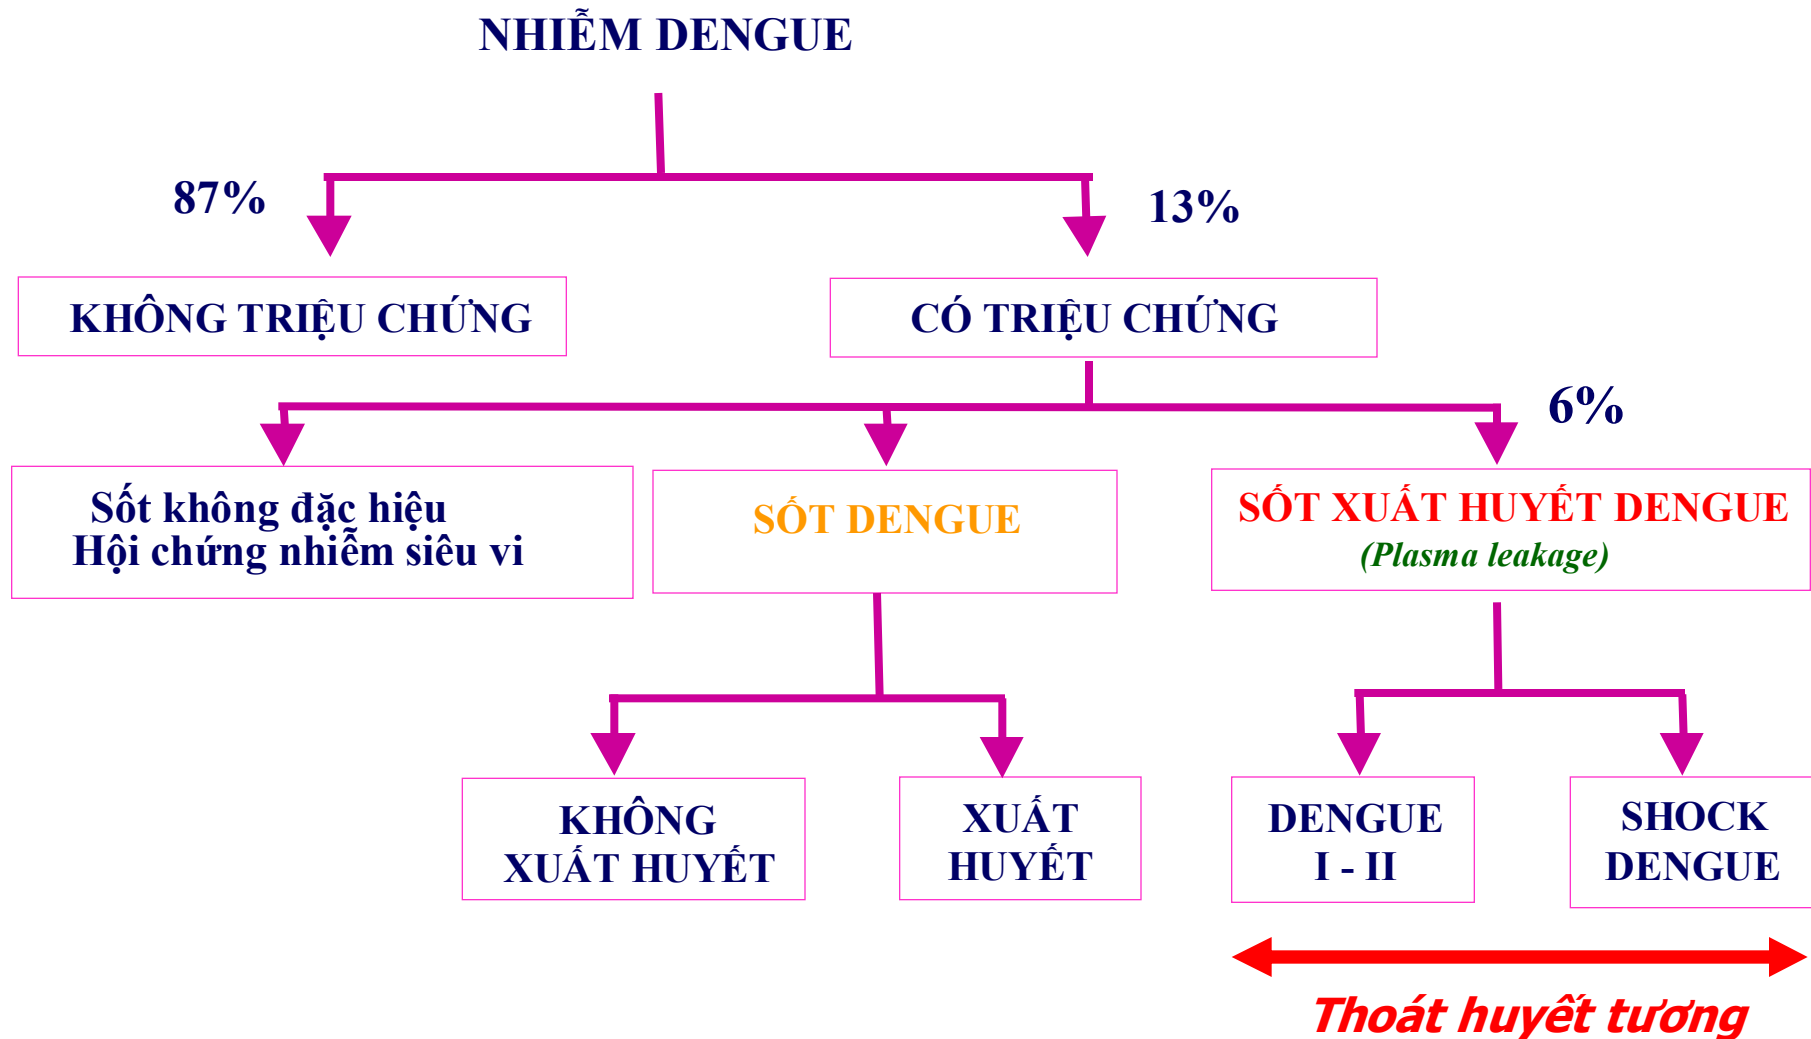 NHIỄM DENGUE
87%
13%
KHÔNG TRIỆU CHỨNG
CÓ TRIỆU CHỨNG
6%
Sốt không đặc hiệu
Hội chứng nhiễm siêu vi
SỐT DENGUE
SỐT XUẤT HUYẾT DENGUE
(Plasma leakage)
KHÔNG
XUẤT HUYẾT
XUẤT
HUYẾT
DENGUE
I - II
SHOCK
DENGUE
Thoát huyết tương